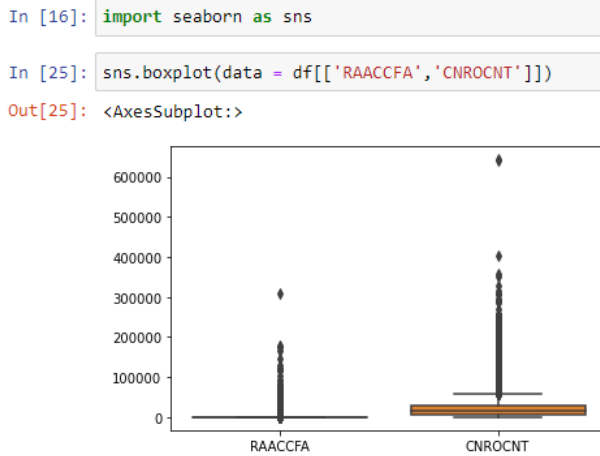 In [16]: import seaborn as sns
In [25]: sns.boxplot(data = df[['RAACCFA','CNROCNT']])
Out[25]: <AxesSubplot:>
600000
500000
400000
300000
200000
100000
0
RAACCFA CNROCNT